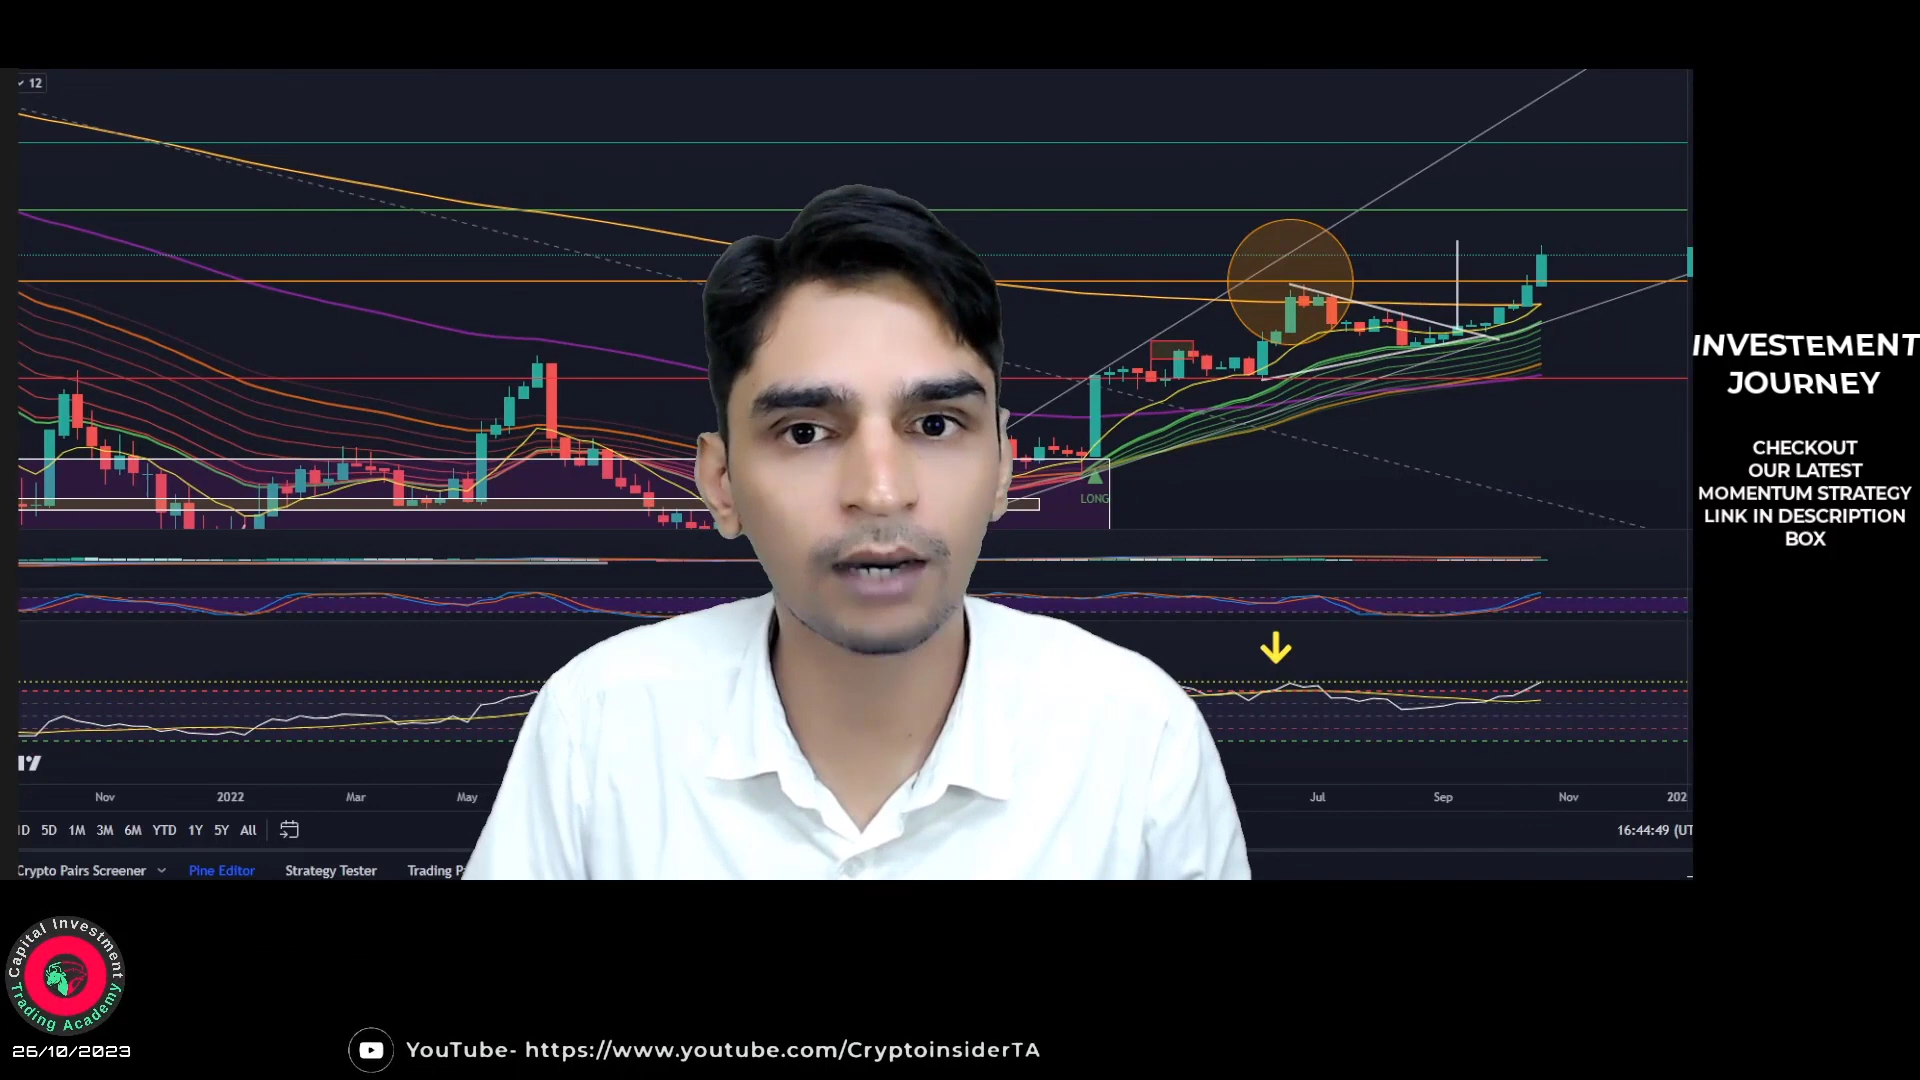 12
INVESTEMENT
JOURNEY
CHECKOUT
OUR LATEST
MOMENTUM STRATEGY
LINK IN DESCRIPTION
BOX
LONG
Nov 2022 Mar May Jul Sep Nov 202
1D 5D 1M 3M 6M YTD 1Y 5Y All 16:44:49 (UT
Crypto Pairs Screener Pine Editor Strategy Tester Trading P
Capital Investment
Trading Academy
26/10/2023
YouTube- https://www.youtube.com/CryptoinsiderTA